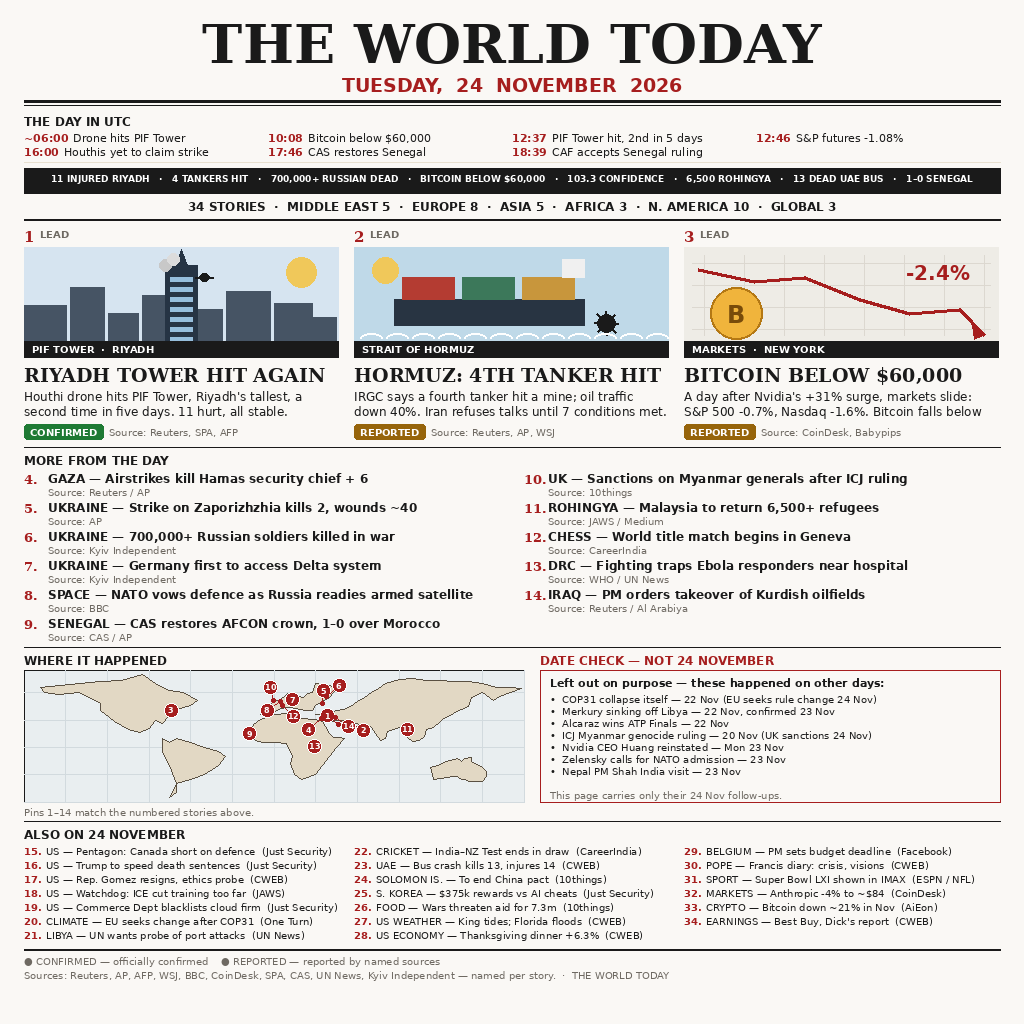 THE WORLD TODAY
TUESDAY, 24 NOVEMBER 2026
THE DAY IN UTC
~06:00 Drone hits PIF Tower
10:08 Bitcoin below $60,000
12:37 PIF Tower hit, 2nd in 5 days
12:46 S&P futures -1.08%
16:00 Houthis yet to claim strike
17:46 CAS restores Senegal
18:39 CAF accepts Senegal ruling
11 INJURED RIYADH · 4 TANKERS HIT · 700,000+ RUSSIAN DEAD · BITCOIN BELOW $60,000 · 103.3 CONFIDENCE · 6,500 ROHINGYA · 13 DEAD UAE BUS · 1–0 SENEGAL
34 STORIES · MIDDLE EAST 5 · EUROPE 8 · ASIA 5 · AFRICA 3 · N. AMERICA 10 · GLOBAL 3
1 LEAD
PIF TOWER · RIYADH
RIYADH TOWER HIT AGAIN
Houthi drone hits PIF Tower, Riyadh's tallest, a
second time in five days. 11 hurt, all stable.
CONFIRMED Source: Reuters, SPA, AFP
2 LEAD
STRAIT OF HORMUZ
HORMUZ: 4TH TANKER HIT
IRGC says a fourth tanker hit a mine; oil traffic
down 40%. Iran refuses talks until 7 conditions met.
REPORTED Source: Reuters, AP, WSJ
3 LEAD
-2.4%
B
MARKETS · NEW YORK
BITCOIN BELOW $60,000
A day after Nvidia's +31% surge, markets slide:
S&P 500 -0.7%, Nasdaq -1.6%. Bitcoin falls below
REPORTED Source: CoinDesk, Babypips
MORE FROM THE DAY
4. GAZA — Airstrikes kill Hamas security chief + 6
Source: Reuters / AP
5. UKRAINE — Strike on Zaporizhzhia kills 2, wounds ~40
Source: AP
6. UKRAINE — 700,000+ Russian soldiers killed in war
Source: Kyiv Independent
7. UKRAINE — Germany first to access Delta system
Source: Kyiv Independent
8. SPACE — NATO vows defence as Russia readies armed satellite
Source: BBC
9. SENEGAL — CAS restores AFCON crown, 1–0 over Morocco
Source: CAS / AP
10. UK — Sanctions on Myanmar generals after ICJ ruling
Source: 10things
11. ROHINGYA — Malaysia to return 6,500+ refugees
Source: JAWS / Medium
12. CHESS — World title match begins in Geneva
Source: CareerIndia
13. DRC — Fighting traps Ebola responders near hospital
Source: WHO / UN News
14. IRAQ — PM orders takeover of Kurdish oilfields
Source: Reuters / Al Arabiya
WHERE IT HAPPENED
10
5
6
7
3
8
12
1
9
4
14
2
11
13
Pins 1–14 match the numbered stories above.
DATE CHECK — NOT 24 NOVEMBER
Left out on purpose — these happened on other days:
• COP31 collapse itself — 22 Nov (EU seeks rule change 24 Nov)
• Merkury sinking off Libya — 22 Nov, confirmed 23 Nov
• Alcaraz wins ATP Finals — 22 Nov
• ICJ Myanmar genocide ruling — 20 Nov (UK sanctions 24 Nov)
• Nvidia CEO Huang reinstated — Mon 23 Nov
• Zelensky calls for NATO admission — 23 Nov
• Nepal PM Shah India visit — 23 Nov
This page carries only their 24 Nov follow-ups.
ALSO ON 24 NOVEMBER
15. US — Pentagon: Canada short on defence (Just Security)
16. US — Trump to speed death sentences (Just Security)
17. US — Rep. Gomez resigns, ethics probe (CWEB)
18. US — Watchdog: ICE cut training too far (JAWS)
19. US — Commerce Dept blacklists cloud firm (Just Security)
20. CLIMATE — EU seeks change after COP31 (One Turn)
21. LIBYA — UN wants probe of port attacks (UN News)
22. CRICKET — India–NZ Test ends in draw (CareerIndia)
23. UAE — Bus crash kills 13, injures 14 (CWEB)
24. SOLOMON IS. — To end China pact (10things)
25. S. KOREA — $375k rewards vs AI cheats (Just Security)
26. FOOD — Wars threaten aid for 7.3m (10things)
27. US WEATHER — King tides; Florida floods (CWEB)
28. US ECONOMY — Thanksgiving dinner +6.3% (CWEB)
29. BELGIUM — PM sets budget deadline (Facebook)
30. POPE — Francis diary: crisis, visions (CWEB)
31. SPORT — Super Bowl LXI shown in IMAX (ESPN / NFL)
32. MARKETS — Anthropic -4% to ~$84 (CoinDesk)
33. CRYPTO — Bitcoin down ~21% in Nov (AiEon)
34. EARNINGS — Best Buy, Dick's report (CWEB)
● CONFIRMED — officially confirmed ● REPORTED — reported by named sources
Sources: Reuters, AP, AFP, WSJ, BBC, CoinDesk, SPA, CAS, UN News, Kyiv Independent — named per story. · THE WORLD TODAY